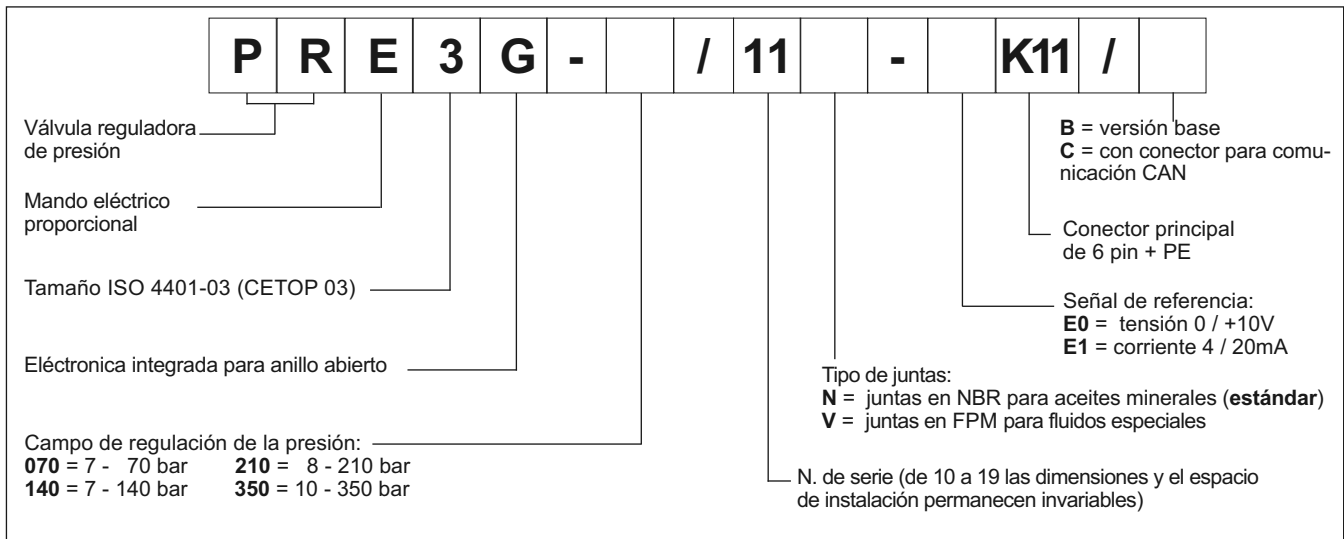 P R E 3 G - / 11 - K11 /
Válvula reguladora
de presión
Mando eléctrico
proporcional
Tamaño ISO 4401-03 (CETOP 03)
Eléctronica integrada para anillo abierto
Campo de regulación de la presión:
070 = 7 - 70 bar 210 = 8 - 210 bar
140 = 7 - 140 bar 350 = 10 - 350 bar
B = versión base
C = con conector para comu-
nicación CAN
Conector principal
de 6 pin + PE
Señal de referencia:
E0 = tensión 0 / +10V
E1 = corriente 4 / 20mA
Tipo de juntas:
N = juntas en NBR para aceites minerales (estándar)
V = juntas en FPM para fluidos especiales
N. de serie (de 10 a 19 las dimensiones y el espacio
de instalación permanecen invariables)